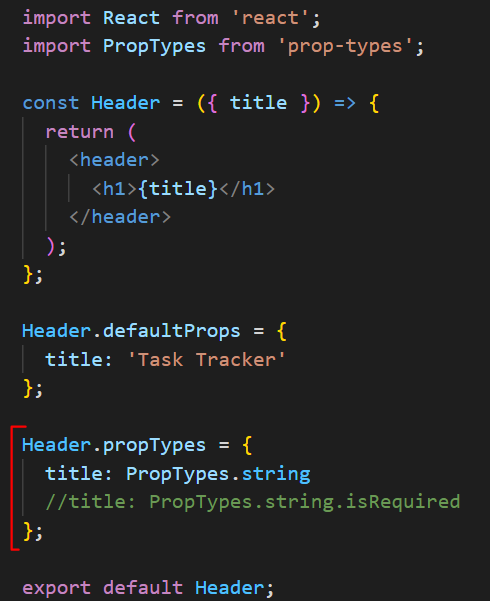 import React from 'react';
import PropTypes from 'prop-types';
const Header = ({ title }) => {
return (
<header>
<h1>{title}</h1>
</header>
);
};
Header.defaultProps = {
title: 'Task Tracker'
};
Header.propTypes = {
title: PropTypes.string
//title: PropTypes.string.isRequired
};
export default Header;